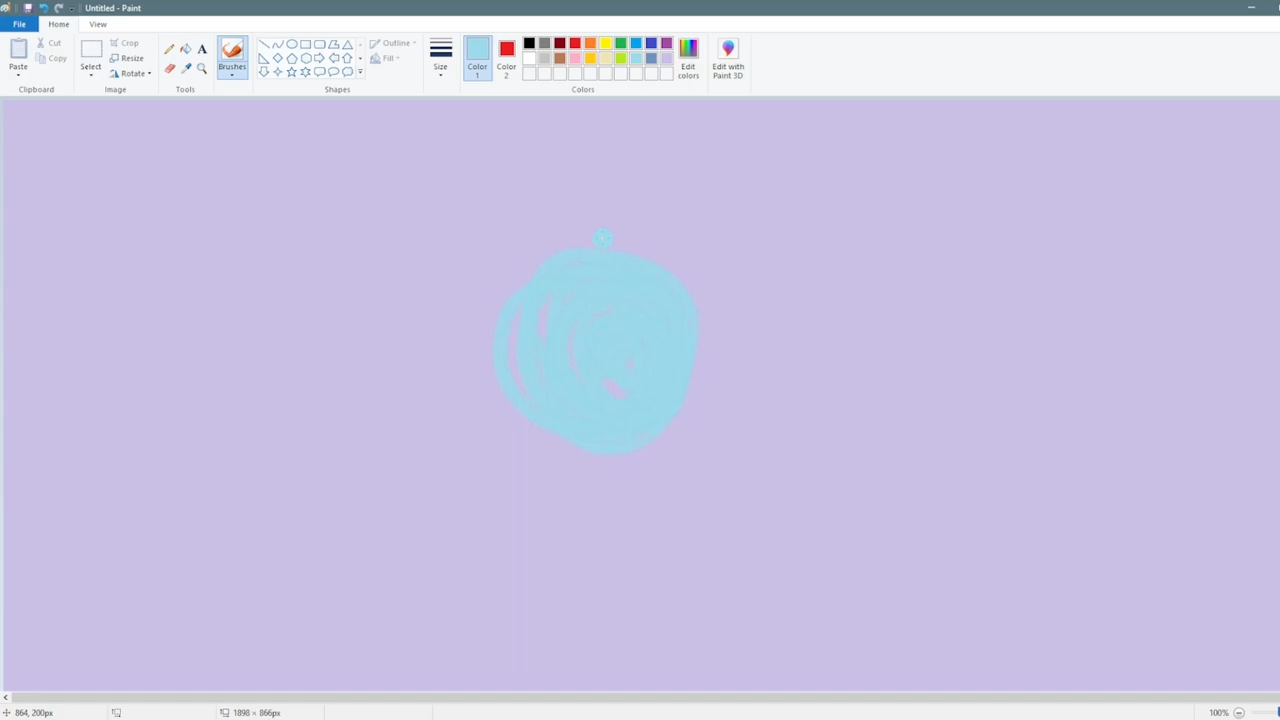 Untitled - Paint
File Home View
Paste
Cut
Copy
Clipboard
Select
Crop
Resize
Rotate
Image
A
Tools
Brushes
Outline
Fill
Shapes
Size
Color
1
Color
2
Edit
colors
Colors
Edit with
Paint 3D
864, 200px
1898 × 866px
100%